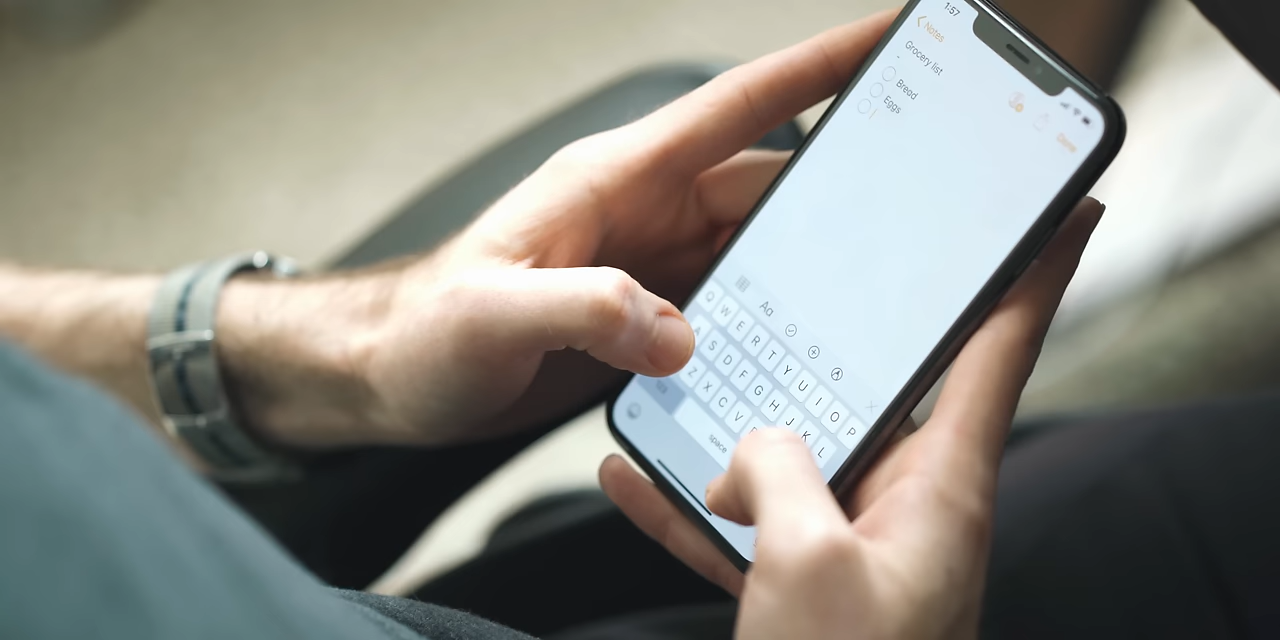 1:57
Notes
Grocery list
Bread
Eggs
Done
Aa
Q W E R T Y U I O P
A S D F G H J K L
Z X C V
space